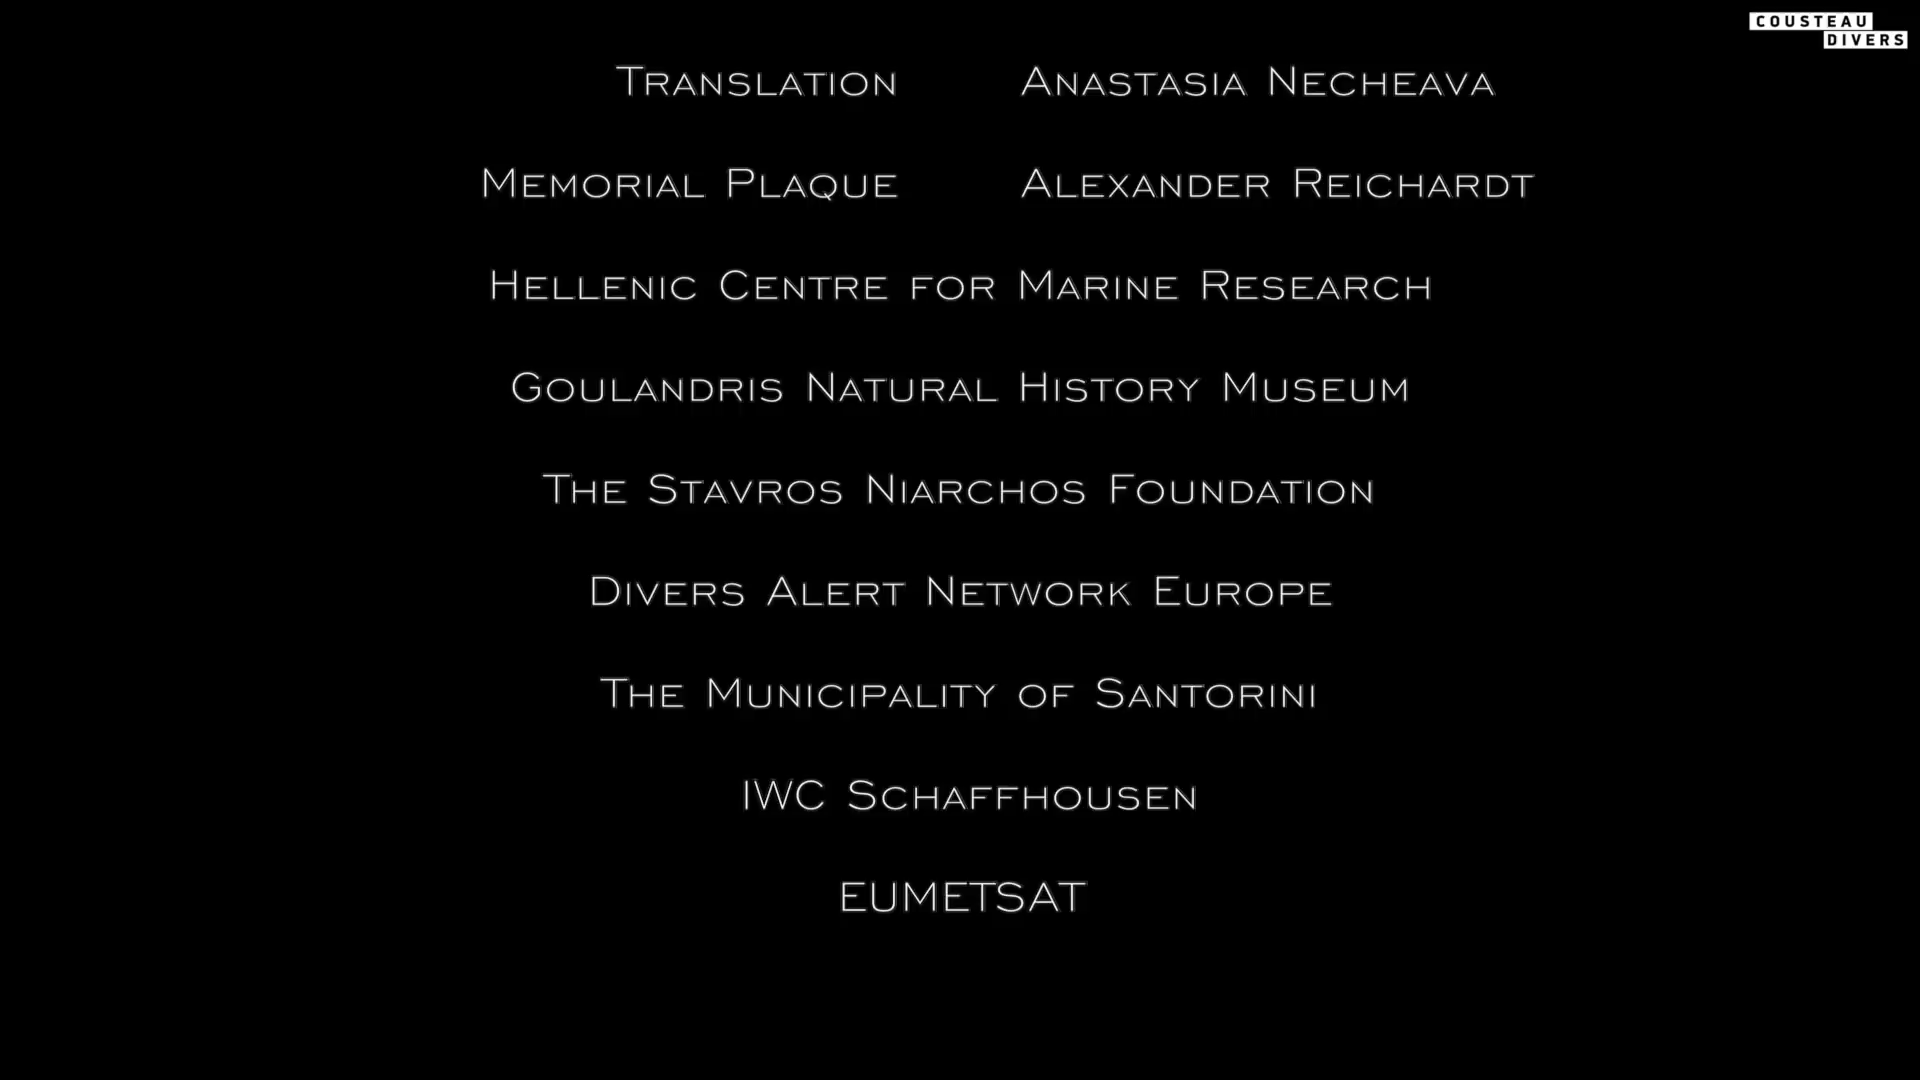 COUSTEAU
DIVERS
Translation Anastasia Necheava
Memorial Plaque Alexander Reichardt
Hellenic Centre for Marine Research
Goulandris Natural History Museum
The Stavros Niarchos Foundation
Divers Alert Network Europe
The Municipality of Santorini
IWC Schaffhousen
EUMETSAT